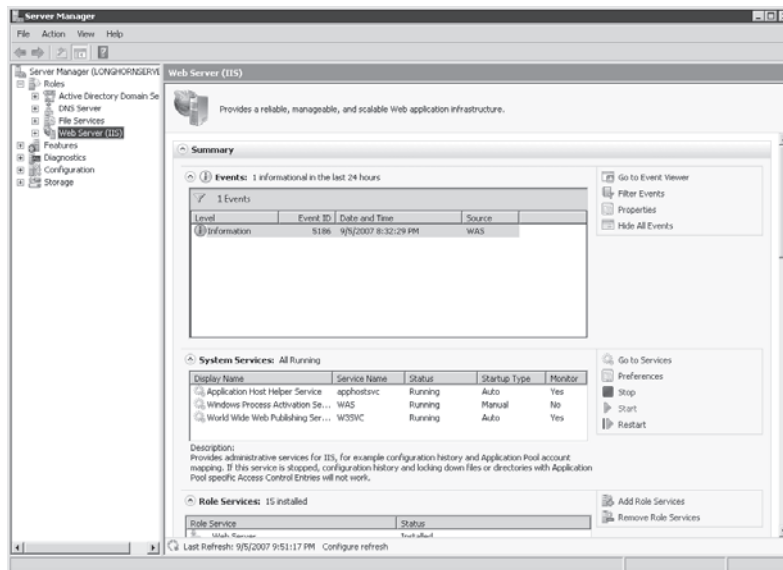 Server Manager
File Action View Help
Server Manager (LONGHORNSERVE
Roles
Active Directory Domain Se
DNS Server
File Services
Web Server (IIS)
Features
Diagnostics
Configuration
Storage
Web Server (IIS)
Provides a reliable, manageable, and scalable Web application infrastructure.
Summary
Events: 1 informational in the last 24 hours
1 Events
Level Event ID Date and Time Source
Information 5186 9/5/2007 8:32:29 PM WAS
Go to Event Viewer
Filter Events
Properties
Hide All Events
System Services: All Running
Display Name Service Name Status Startup Type Monitor
Application Host Helper Service apphostsvc Running Auto Yes
Windows Process Activation Se... WAS Running Manual No
World Wide Web Publishing Ser... W3SVC Running Auto Yes
Description:
Provides administrative services for IIS, for example configuration history and Application Pool account
mapping. If this service is stopped, configuration history and locking down files or directories with Application
Pool specific Access Control Entries will not work.
Go to Services
Preferences
Stop
Start
Restart
Role Services: 15 installed
Role Service Status
Web Server Installed
Add Role Services
Remove Role Services
Last Refresh: 9/5/2007 9:51:17 PM Configure refresh